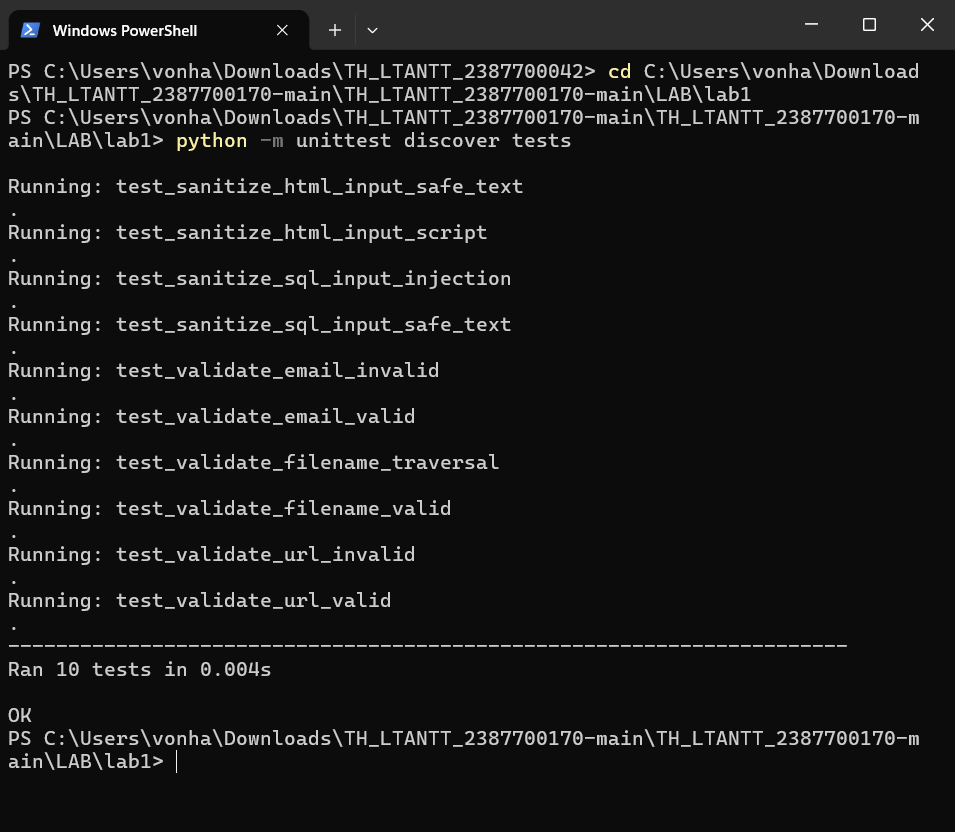 Windows PowerShell
PS C:\Users\vonha\Downloads\TH_LTANTT_2387700042> cd C:\Users\vonha\Download
s\TH_LTANTT_2387700170-main\TH_LTANTT_2387700170-main\LAB\lab1
PS C:\Users\vonha\Downloads\TH_LTANTT_2387700170-main\TH_LTANTT_2387700170-m
ain\LAB\lab1> python -m unittest discover tests

Running: test_sanitize_html_input_safe_text
.
Running: test_sanitize_html_input_script
.
Running: test_sanitize_sql_input_injection
.
Running: test_sanitize_sql_input_safe_text
.
Running: test_validate_email_invalid
.
Running: test_validate_email_valid
.
Running: test_validate_filename_traversal
.
Running: test_validate_filename_valid
.
Running: test_validate_url_invalid
.
Running: test_validate_url_valid
.
----------------------------------------------------------------------
Ran 10 tests in 0.004s

OK
PS C:\Users\vonha\Downloads\TH_LTANTT_2387700170-main\TH_LTANTT_2387700170-m
ain\LAB\lab1>